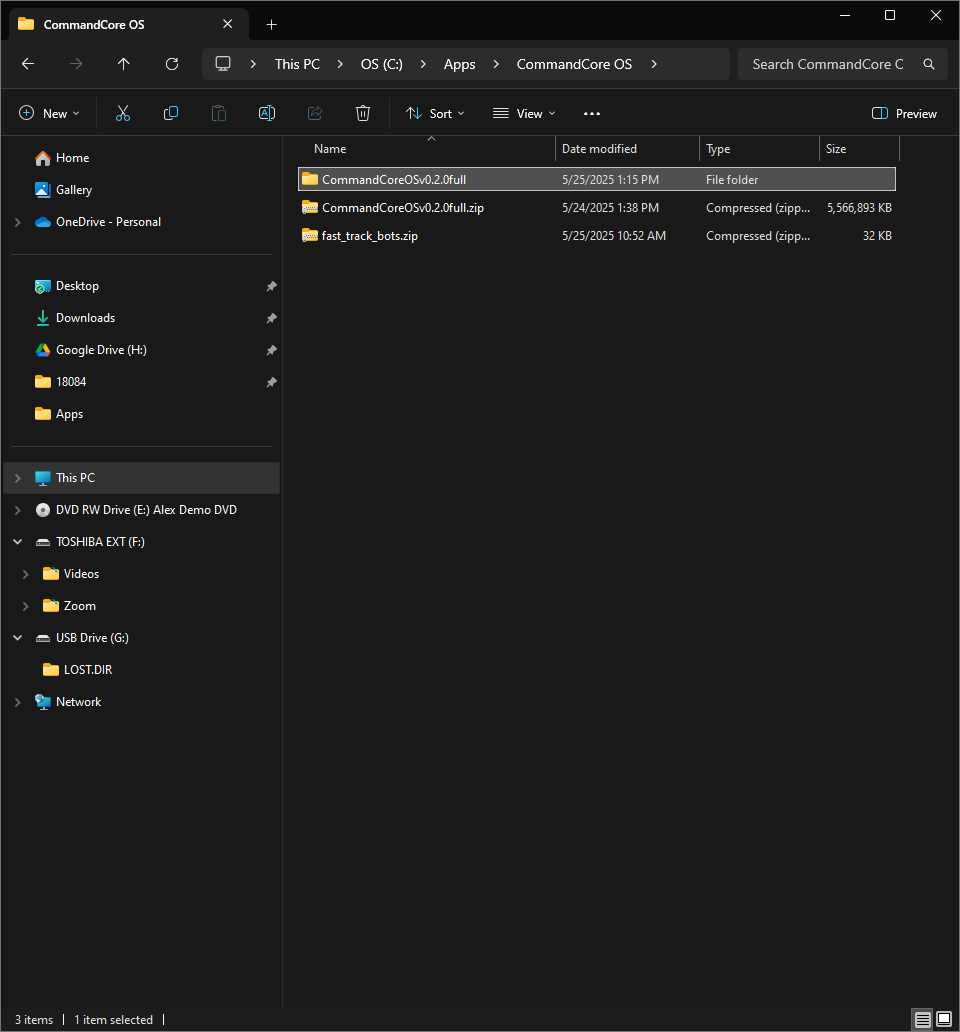 CommandCore OS
This PC OS (C:) Apps CommandCore OS
Search CommandCore C
New Sort View ... Preview
Home
Gallery
OneDrive - Personal
Desktop
Downloads
Google Drive (H:)
18084
Apps
This PC
DVD RW Drive (E:) Alex Demo DVD
TOSHIBA EXT (F:)
Videos
Zoom
USB Drive (G:)
LOST.DIR
Network
Name Date modified Type Size
CommandCoreOSv0.2.0full 5/25/2025 1:15 PM File folder
CommandCoreOSv0.2.0full.zip 5/24/2025 1:38 PM Compressed (zipp... 5,566,893 KB
fast_track_bots.zip 5/25/2025 10:52 AM Compressed (zipp... 32 KB
3 items 1 item selected